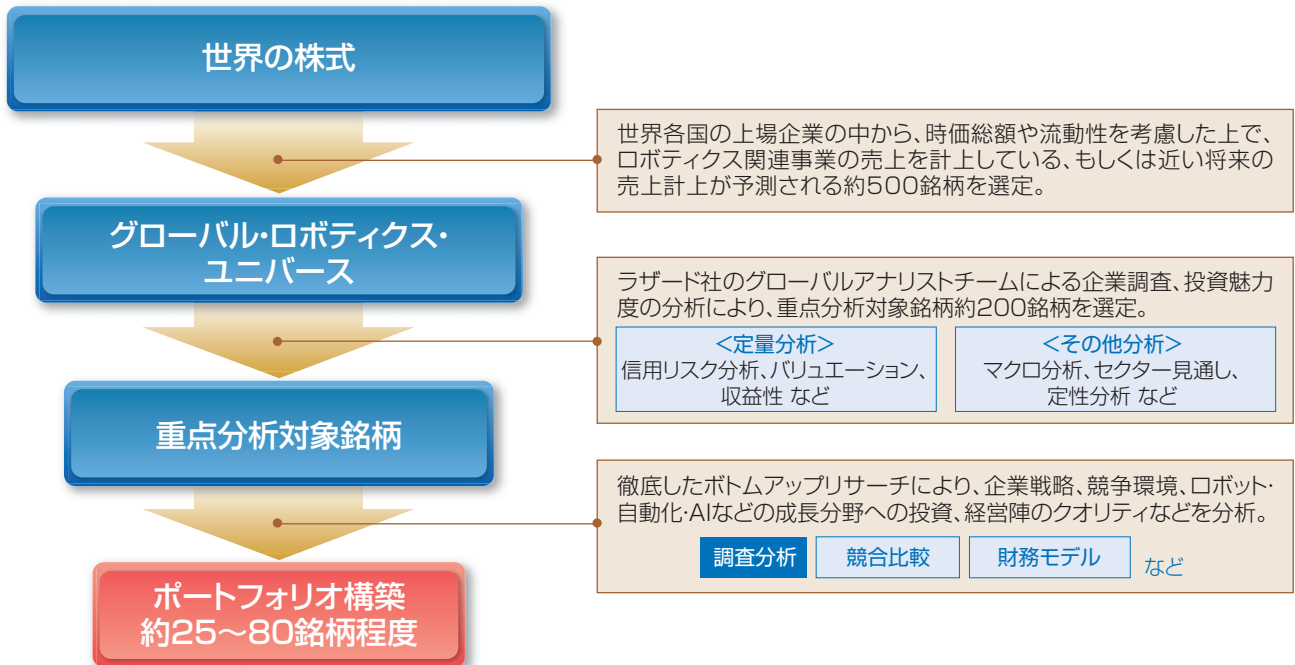 世界の株式
世界各国の上場企業の中から、時価総額や流動性を考慮した上で、
ロボティクス関連事業の売上を計上している、もしくは近い将来の
売上計上が予測される約500銘柄を選定。
グローバル・ロボティクス・
ユニバース
ラザード社のグローバルアナリストチームによる企業調査、投資魅力
度の分析により、重点分析対象銘柄約200銘柄を選定。
<定量分析>
信用リスク分析、バリュエーション、
収益性 など
<その他分析>
マクロ分析、セクター見通し、
定性分析 など
重点分析対象銘柄
徹底したボトムアップリサーチにより、企業戦略、競争環境、ロボット・
自動化・AIなどの成長分野への投資、経営陣のクオリティなどを分析。
調査分析
競合比較
財務モデル
など
ポートフォリオ構築
約25～80銘柄程度